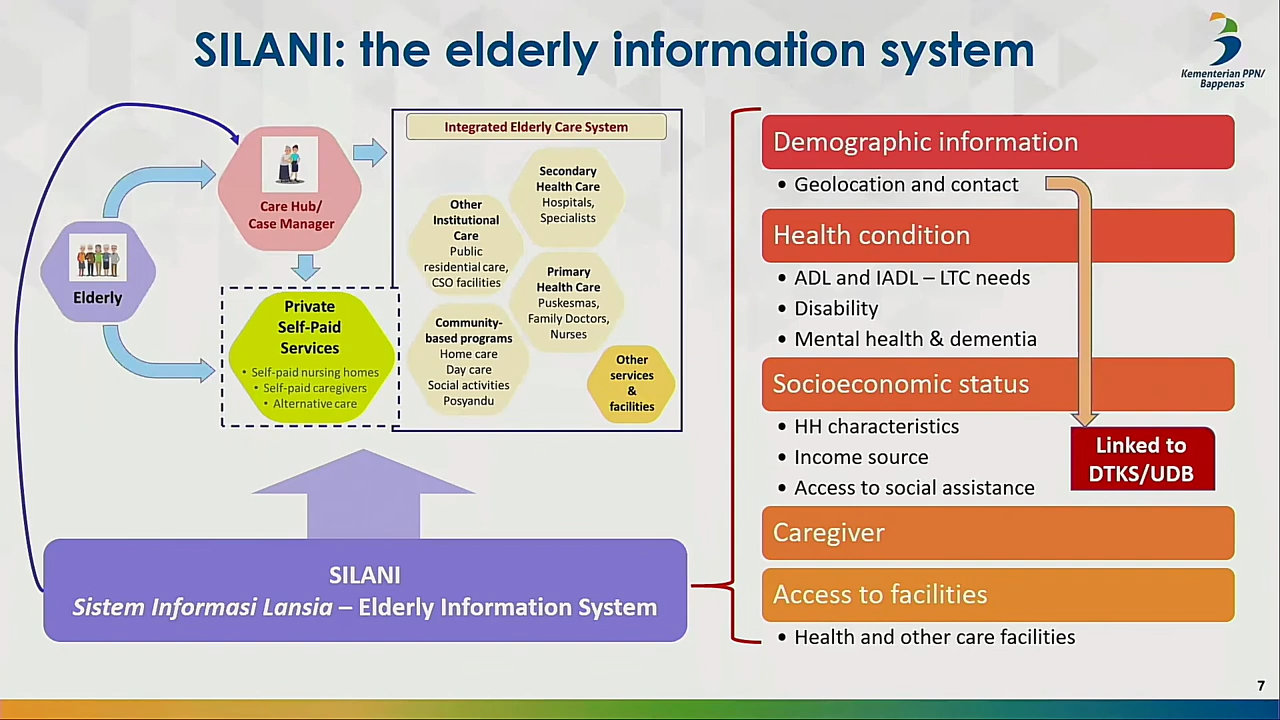 SILANI: the elderly information system
Kementerian PPN/
Bappenas
Integrated Elderly Care System
Care Hub/
Case Manager
Elderly
Private
Self-Paid
Services
• Self-paid nursing homes
• Self-paid caregivers
• Alternative care
Secondary
Health Care
Hospitals,
Specialists
Other
Institutional
Care
Public
residential care,
CSO facilities
Primary
Health Care
Puskesmas,
Family Doctors,
Nurses
Community-
based programs
Home care
Day care
Social activities
Posyandu
Other
services
&
facilities
SILANI
Sistem Informasi Lansia – Elderly Information System
Demographic information
• Geolocation and contact
Health condition
• ADL and IADL – LTC needs
• Disability
• Mental health & dementia
Socioeconomic status
• HH characteristics
• Income source
• Access to social assistance
Linked to
DTKS/UDB
Caregiver
Access to facilities
• Health and other care facilities
7